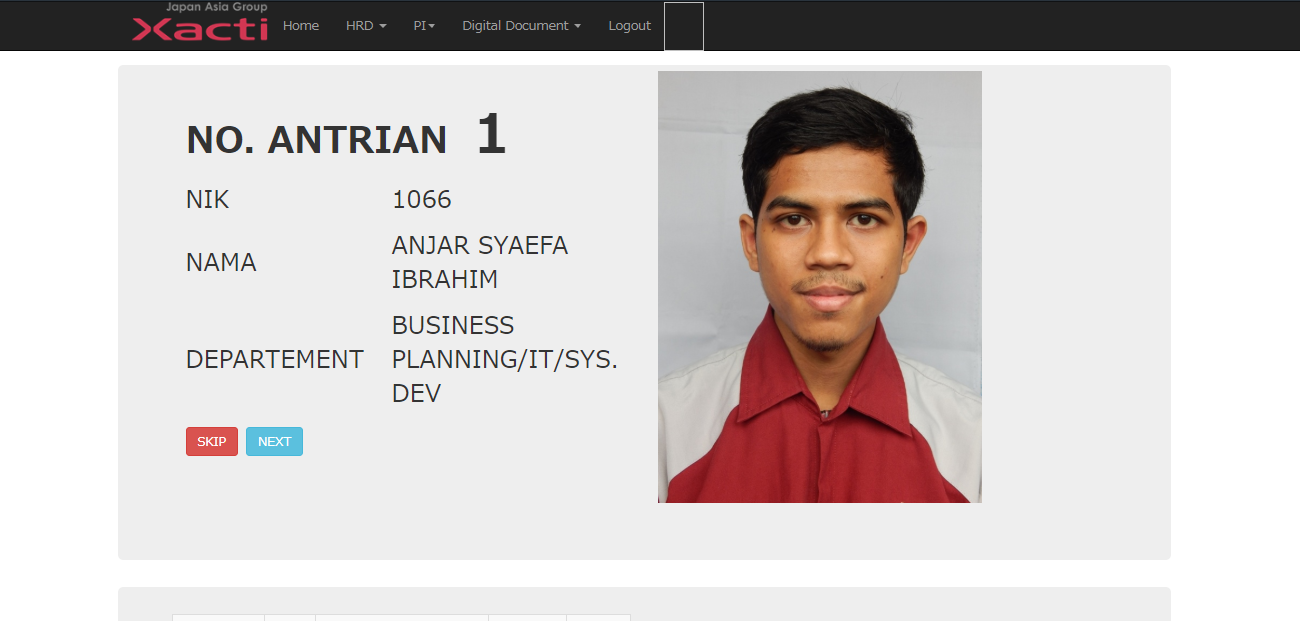 Japan Asia Group
Xacti
Home HRD PI Digital Document Logout
NO. ANTRIAN 1
NIK 1066
NAMA ANJAR SYAEFA
IBRAHIM
DEPARTEMENT BUSINESS
PLANNING/IT/SYS.
DEV
SKIP NEXT